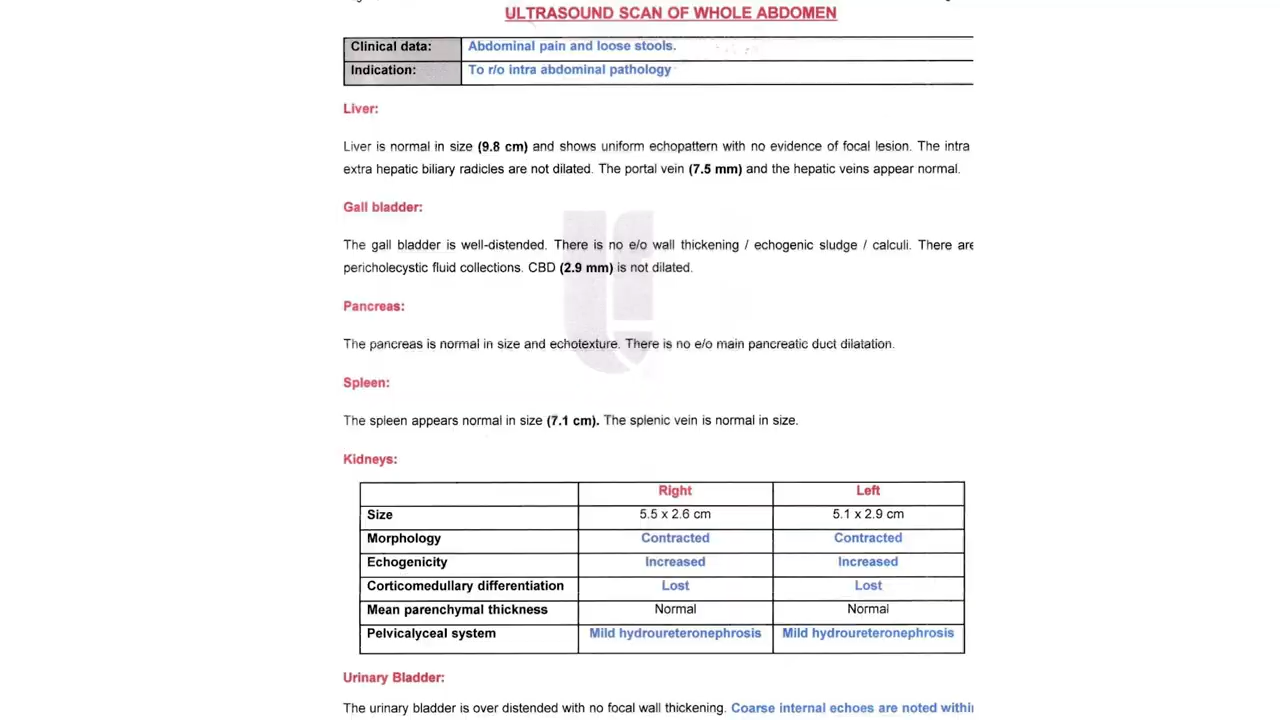 ULTRASOUND SCAN OF WHOLE ABDOMEN
Clinical data: Abdominal pain and loose stools.
Indication: To r/o intra abdominal pathology
Liver:
Liver is normal in size (9.8 cm) and shows uniform echopattern with no evidence of focal lesion. The intra
extra hepatic biliary radicles are not dilated. The portal vein (7.5 mm) and the hepatic veins appear normal.
Gall bladder:
The gall bladder is well-distended. There is no e/o wall thickening / echogenic sludge / calculi. There are
pericholecystic fluid collections. CBD (2.9 mm) is not dilated.
Pancreas:
The pancreas is normal in size and echotexture. There is no e/o main pancreatic duct dilatation.
Spleen:
The spleen appears normal in size (7.1 cm). The splenic vein is normal in size.
Kidneys:
Right Left
Size 5.5 x 2.6 cm 5.1 x 2.9 cm
Morphology Contracted Contracted
Echogenicity Increased Increased
Corticomedullary differentiation Lost Lost
Mean parenchymal thickness Normal Normal
Pelvicalyceal system Mild hydroureteronephrosis Mild hydroureteronephrosis
Urinary Bladder:
The urinary bladder is over distended with no focal wall thickening. Coarse internal echoes are noted within